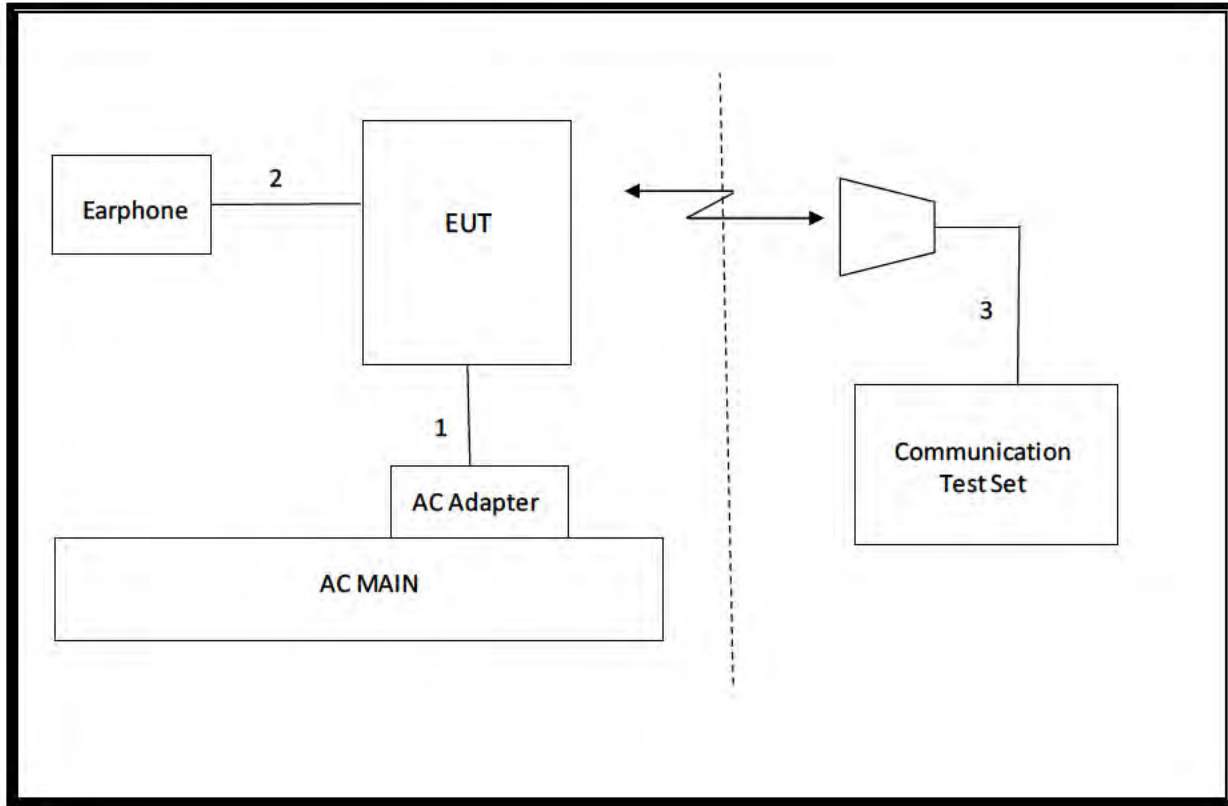 2
Earphone
EUT
3
1
AC Adapter
Communication
Test Set
AC MAIN